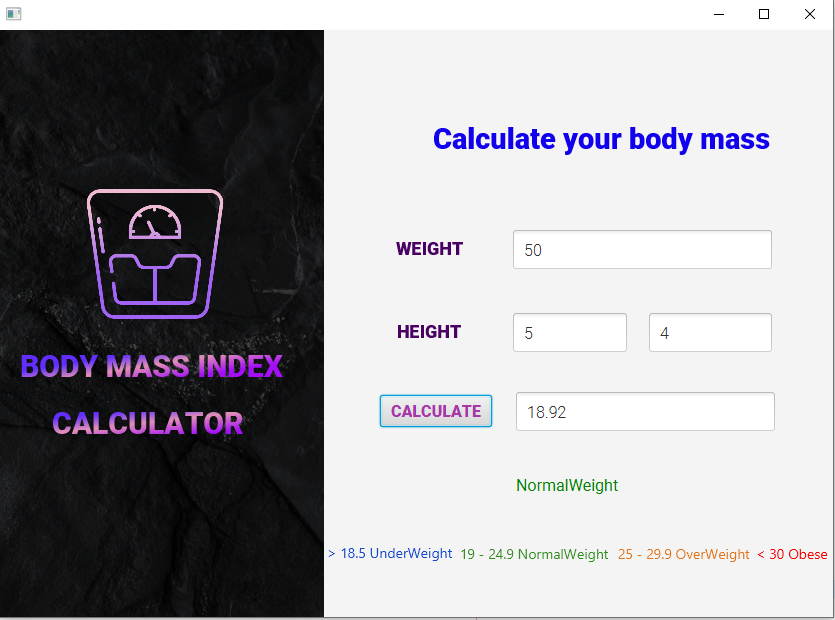 BODY MASS INDEX
CALCULATOR
Calculate your body mass
WEIGHT 50
HEIGHT 5 4
CALCULATE 18.92
NormalWeight
> 18.5 UnderWeight 19 - 24.9 NormalWeight 25 - 29.9 OverWeight < 30 Obese